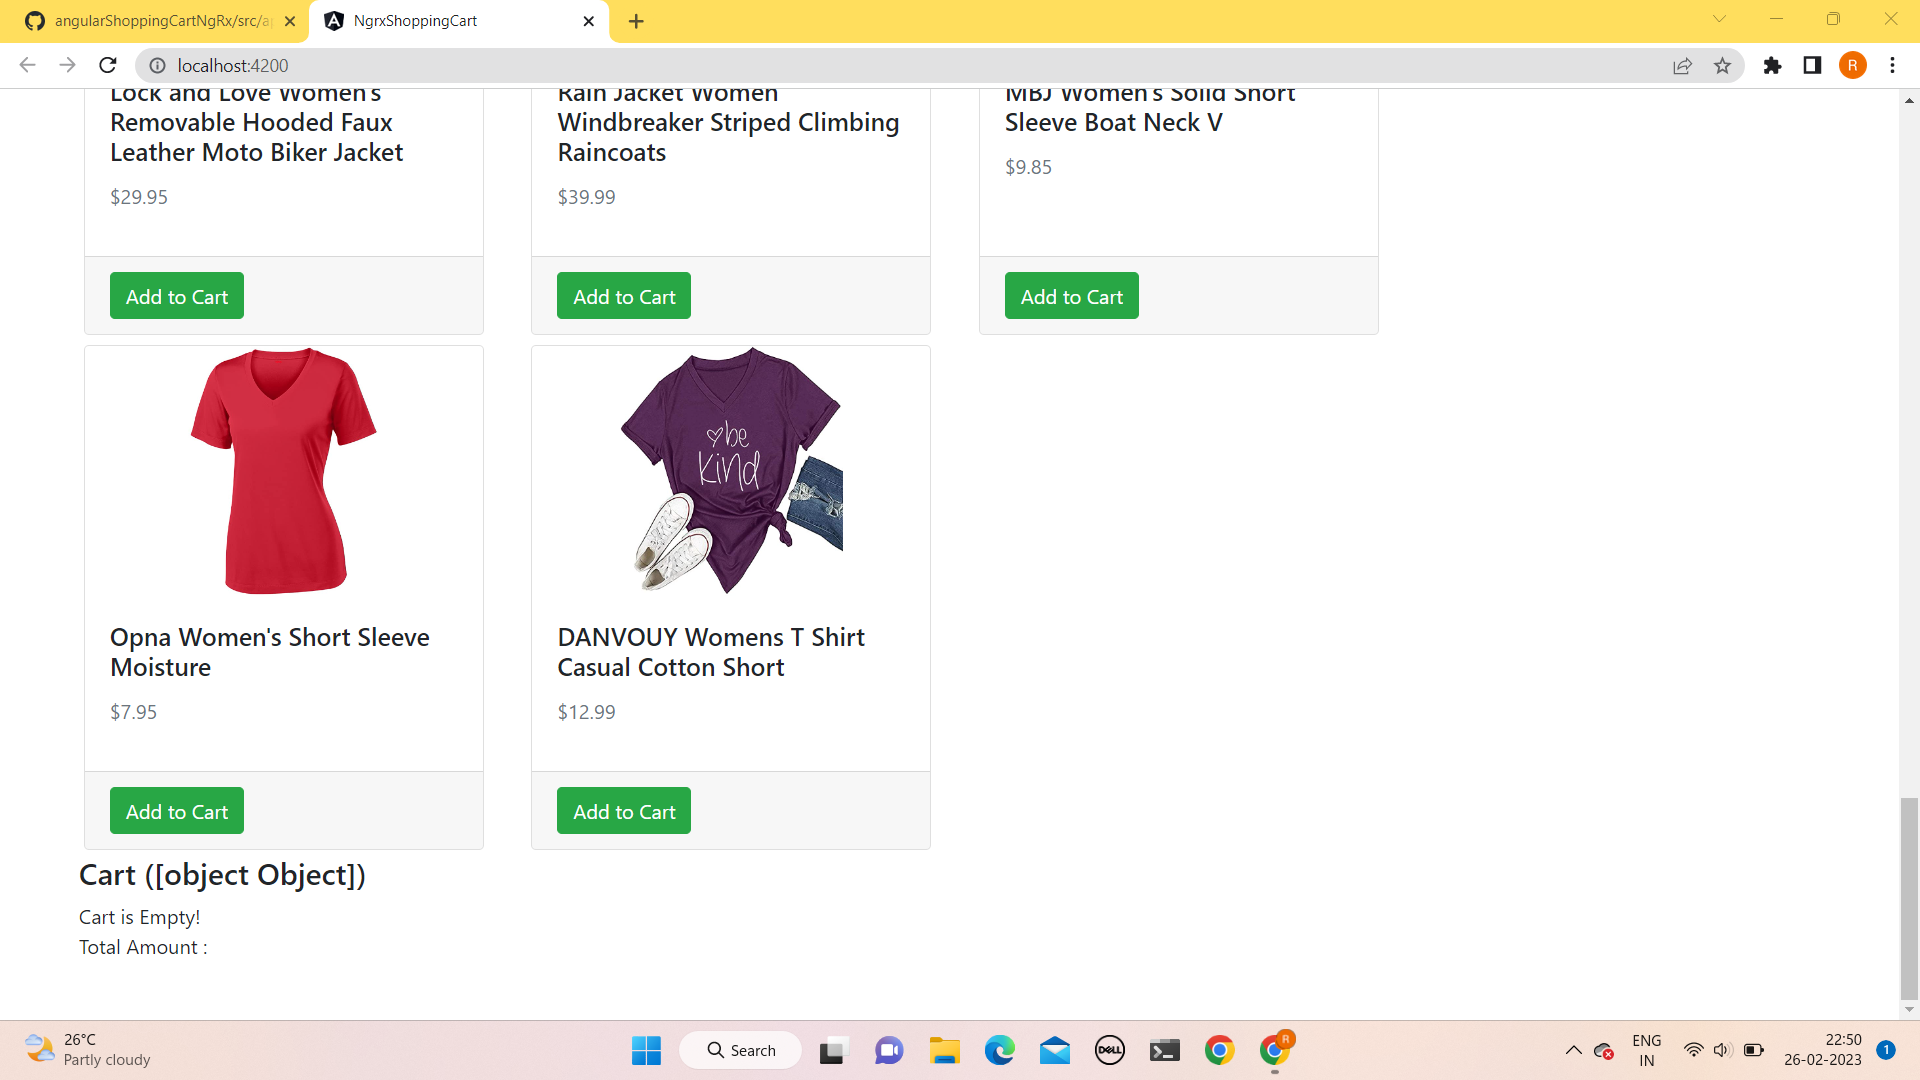 angularShoppingCartNgRx/src/a
NgrxShoppingCart
localhost:4200
R
Lock and Love Women's
Removable Hooded Faux
Leather Moto Biker Jacket
$29.95
Add to Cart
Rain Jacket Women
Windbreaker Striped Climbing
Raincoats
$39.99
Add to Cart
MBJ Women's Solid Short
Sleeve Boat Neck V
$9.85
Add to Cart
Opna Women's Short Sleeve
Moisture
$7.95
Add to Cart
be
kind
DANVOUY Womens T Shirt
Casual Cotton Short
$12.99
Add to Cart
Cart ([object Object])
Cart is Empty!
Total Amount :
26°C
Partly cloudy
Search
DELL
R
ENG
IN
22:50
26-02-2023
1